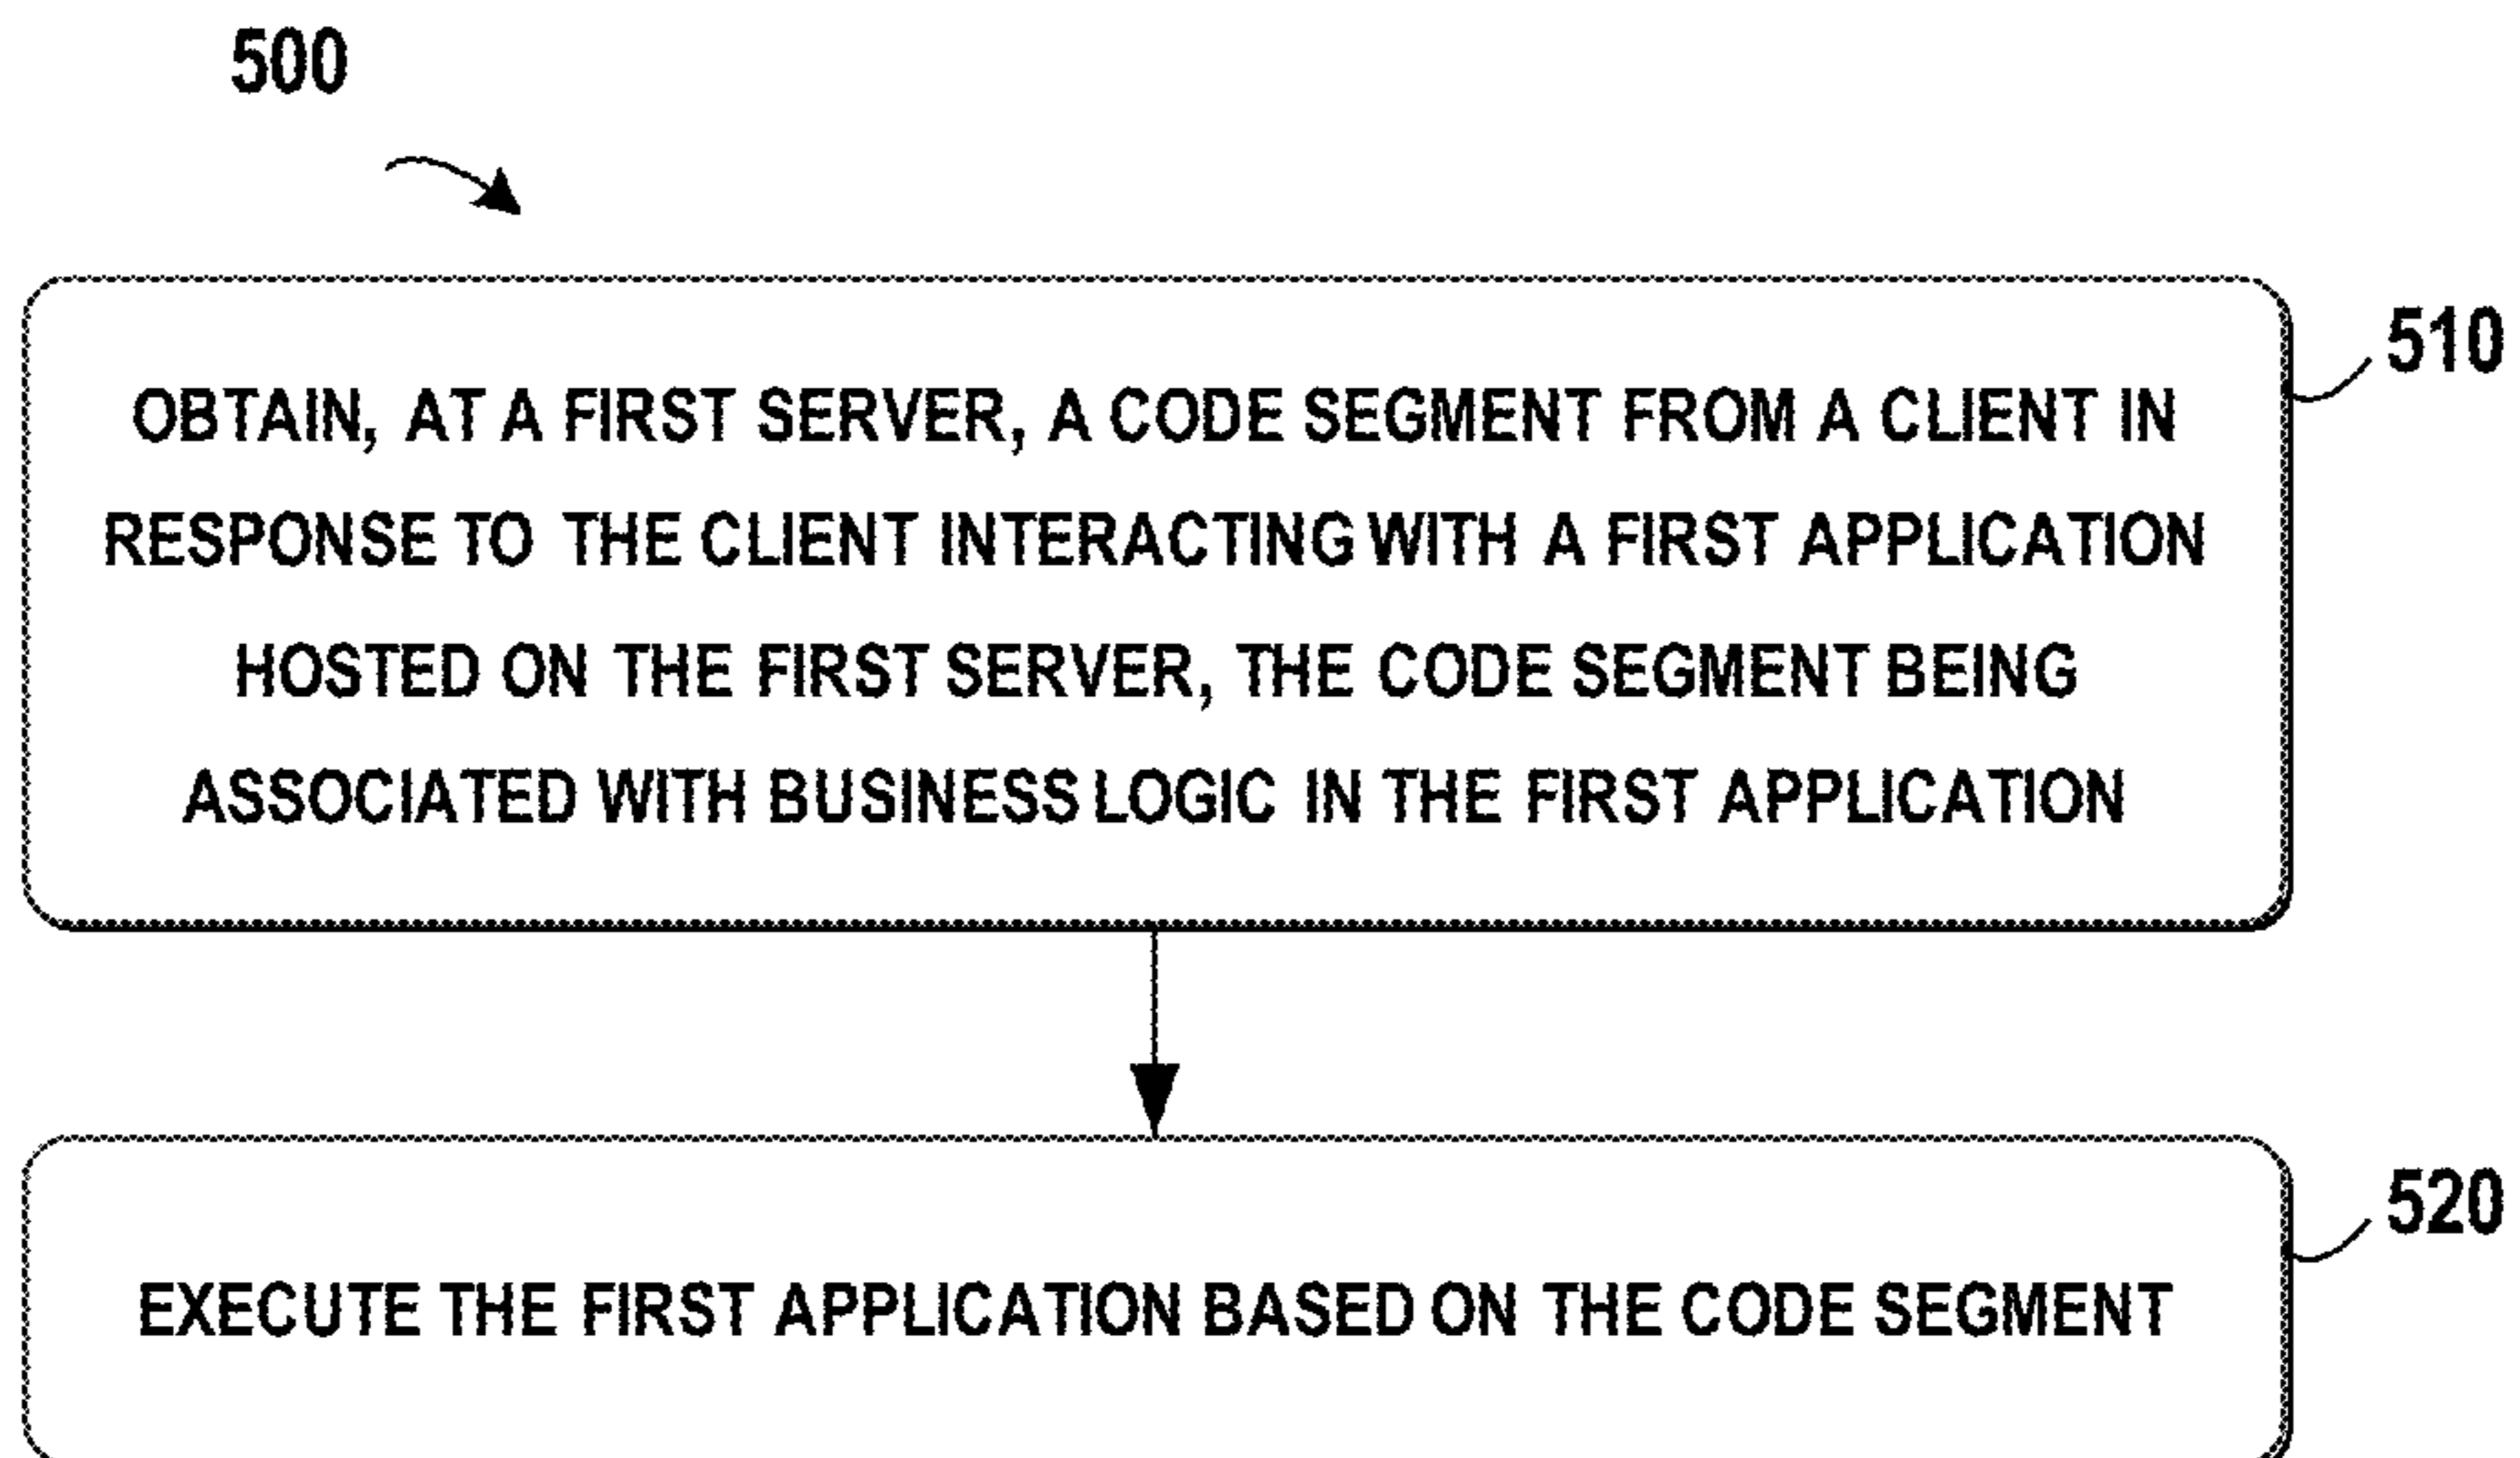 500
510
OBTAIN, AT A FIRST SERVER, A CODE SEGMENT FROM A CLIENT IN
RESPONSE TO THE CLIENT INTERACTING WITH A FIRST APPLICATION
HOSTED ON THE FIRST SERVER, THE CODE SEGMENT BEING
ASSOCIATED WITH BUSINESS LOGIC IN THE FIRST APPLICATION
520
EXECUTE THE FIRST APPLICATION BASED ON THE CODE SEGMENT